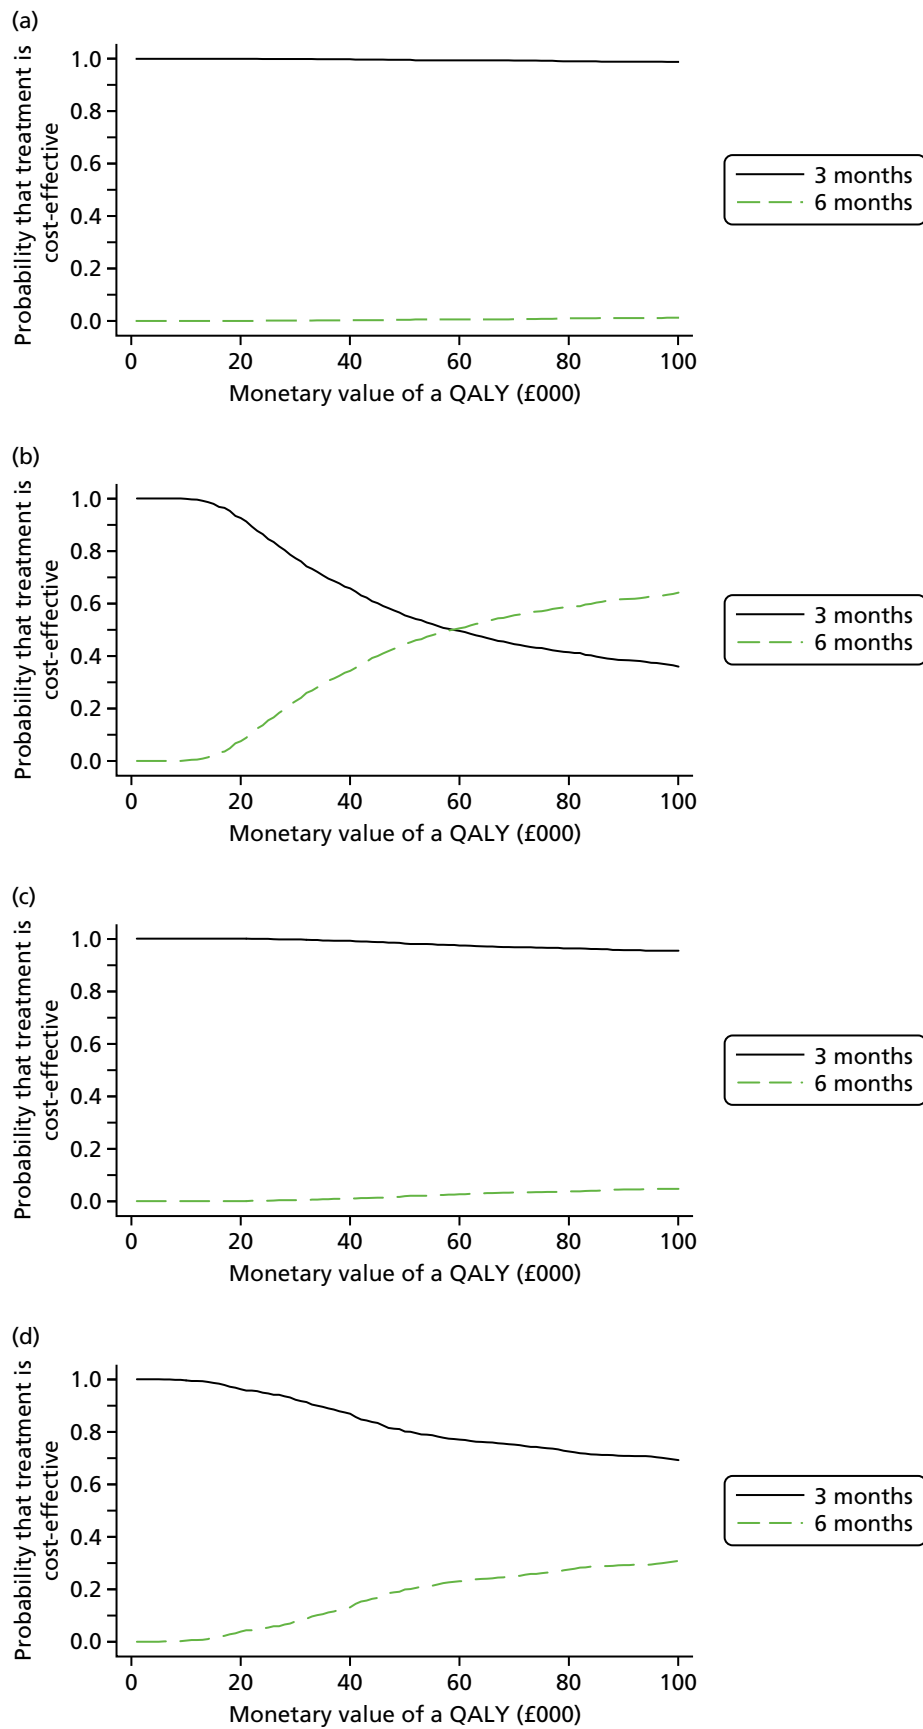 (a)
Probability that treatment is
cost-effective
1.0
0.8
0.6
0.4
0.2
0.0
0 20 40 60 80 100
Monetary value of a QALY (£000)
3 months
6 months
(b)
Probability that treatment is
cost-effective
1.0
0.8
0.6
0.4
0.2
0.0
0 20 40 60 80 100
Monetary value of a QALY (£000)
3 months
6 months
(c)
Probability that treatment is
cost-effective
1.0
0.8
0.6
0.4
0.2
0.0
0 20 40 60 80 100
Monetary value of a QALY (£000)
3 months
6 months
(d)
Probability that treatment is
cost-effective
1.0
0.8
0.6
0.4
0.2
0.0
0 20 40 60 80 100
Monetary value of a QALY (£000)
3 months
6 months